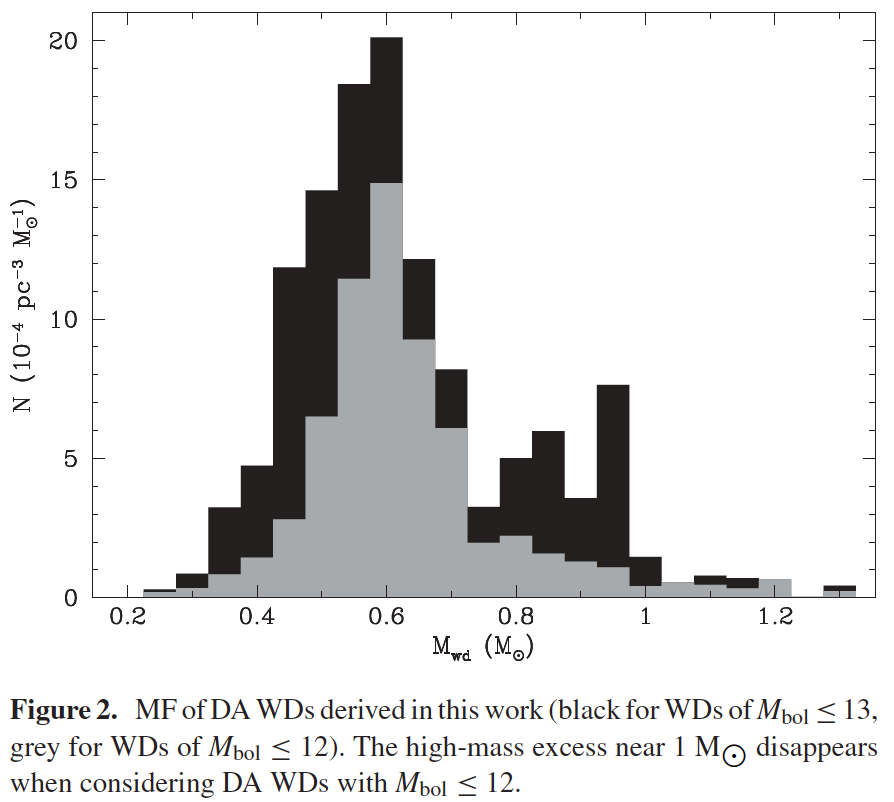 20
15
10
5
0
N (10⁻⁴ pc⁻³ M⊙⁻¹)
0.2 0.4 0.6 0.8 1 1.2
Mwd (M⊙)
Figure 2. MF of DA WDs derived in this work (black for WDs of Mbol ≤ 13,
grey for WDs of Mbol ≤ 12). The high-mass excess near 1 M⊙ disappears
when considering DA WDs with Mbol ≤ 12.